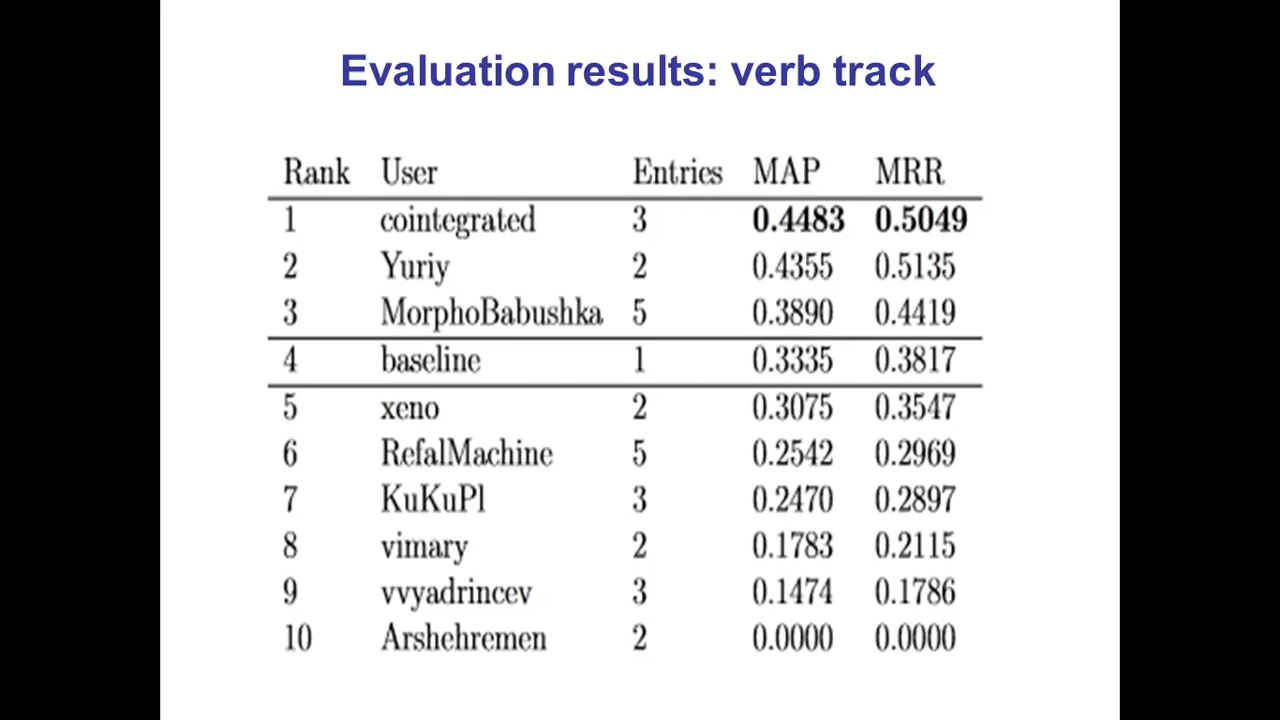 Evaluation results: verb track
Rank User Entries MAP MRR
1 cointegrated 3 0.4483 0.5049
2 Yuriy 2 0.4355 0.5135
3 MorphoBabushka 5 0.3890 0.4419
4 baseline 1 0.3335 0.3817
5 xeno 2 0.3075 0.3547
6 RefalMachine 5 0.2542 0.2969
7 KuKuPl 3 0.2470 0.2897
8 vimary 2 0.1783 0.2115
9 vvyadrincev 3 0.1474 0.1786
10 Arshehremen 2 0.0000 0.0000